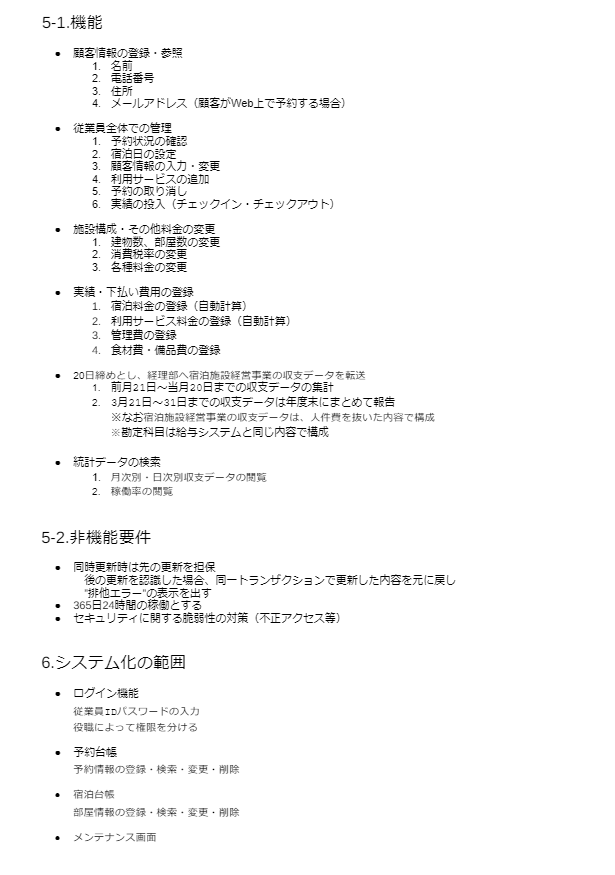 5-1.機能
● 顧客情報の登録・参照
1. 名前
2. 電話番号
3. 住所
4. メールアドレス（顧客がWeb上で予約する場合）
● 従業員全体での管理
1. 予約状況の確認
2. 宿泊日の設定
3. 顧客情報の入力・変更
4. 利用サービスの追加
5. 予約の取り消し
6. 実績の投入（チェックイン・チェックアウト）
● 施設構成・その他料金の変更
1. 建物数、部屋数の変更
2. 消費税率の変更
3. 各種料金の変更
● 実績・下払い費用の登録
1. 宿泊料金の登録（自動計算）
2. 利用サービス料金の登録（自動計算）
3. 管理費の登録
4. 食材費・備品費の登録
● 20日締めとし、経理部へ宿泊施設経営事業の収支データを転送
1. 前月21日～当月20日までの収支データの集計
2. 3月21日～31日までの収支データは年度末にまとめて報告
※なお宿泊施設経営事業の収支データは、人件費を抜いた内容で構成
※勘定科目は給与システムと同じ内容で構成
● 統計データの検索
1. 月次別・日次別収支データの閲覧
2. 稼働率の閲覧
5-2.非機能要件
● 同時更新時は先の更新を担保
後の更新を認識した場合、同一トランザクションで更新した内容を元に戻し
"排他エラー"の表示を出す
● 365日24時間の稼働とする
● セキュリティに関する脆弱性の対策（不正アクセス等）
6.システム化の範囲
● ログイン機能
従業員IDパスワードの入力
役職によって権限を分ける
● 予約台帳
予約情報の登録・検索・変更・削除
● 宿泊台帳
部屋情報の登録・検索・変更・削除
● メンテナンス画面